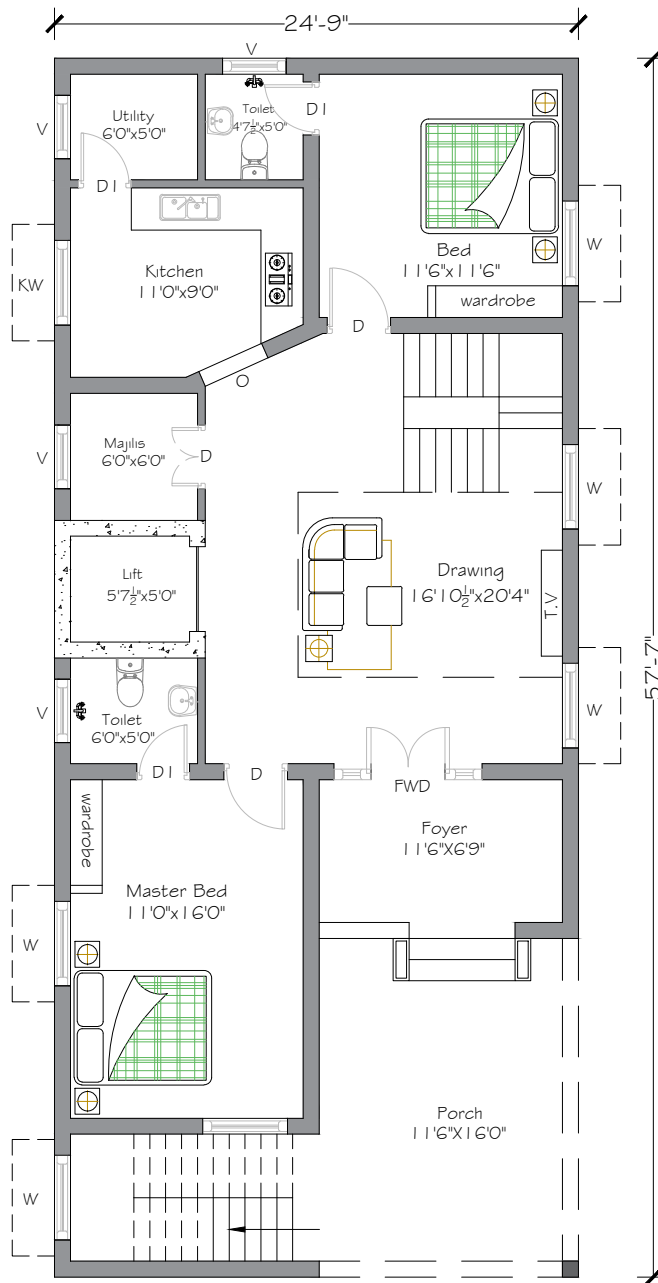 24'-9"
V
Utility
6'0"x5'0"
V
D1
Toilet
4'7½"x5'0"
D1
Bed
11'6"x11'6"
W
wardrobe
Kitchen
11'0"x9'0"
KW
D
O
Majilis
6'0"x6'0"
V
D
W
Lift
5'7½"x5'0"
Drawing
16'10½"x20'4"
T.V
57'-7"
Toilet
6'0"x5'0"
V
W
D1
D
FWD
wardrobe
Foyer
11'6"X6'9"
Master Bed
11'0"x16'0"
W
Porch
11'6"X16'0"
W